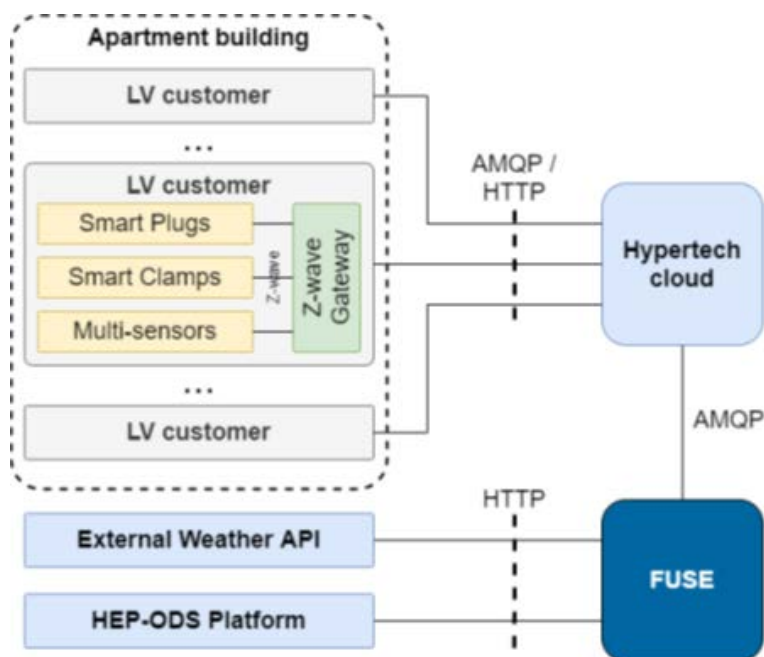 Apartment building
LV customer
...
LV customer
Smart Plugs
Smart Clamps
Multi-sensors
Z-wave
Z-wave
Gateway
...
LV customer
AMQP /
HTTP
Hypertech
cloud
AMQP
HTTP
External Weather API
HEP-ODS Platform
FUSE